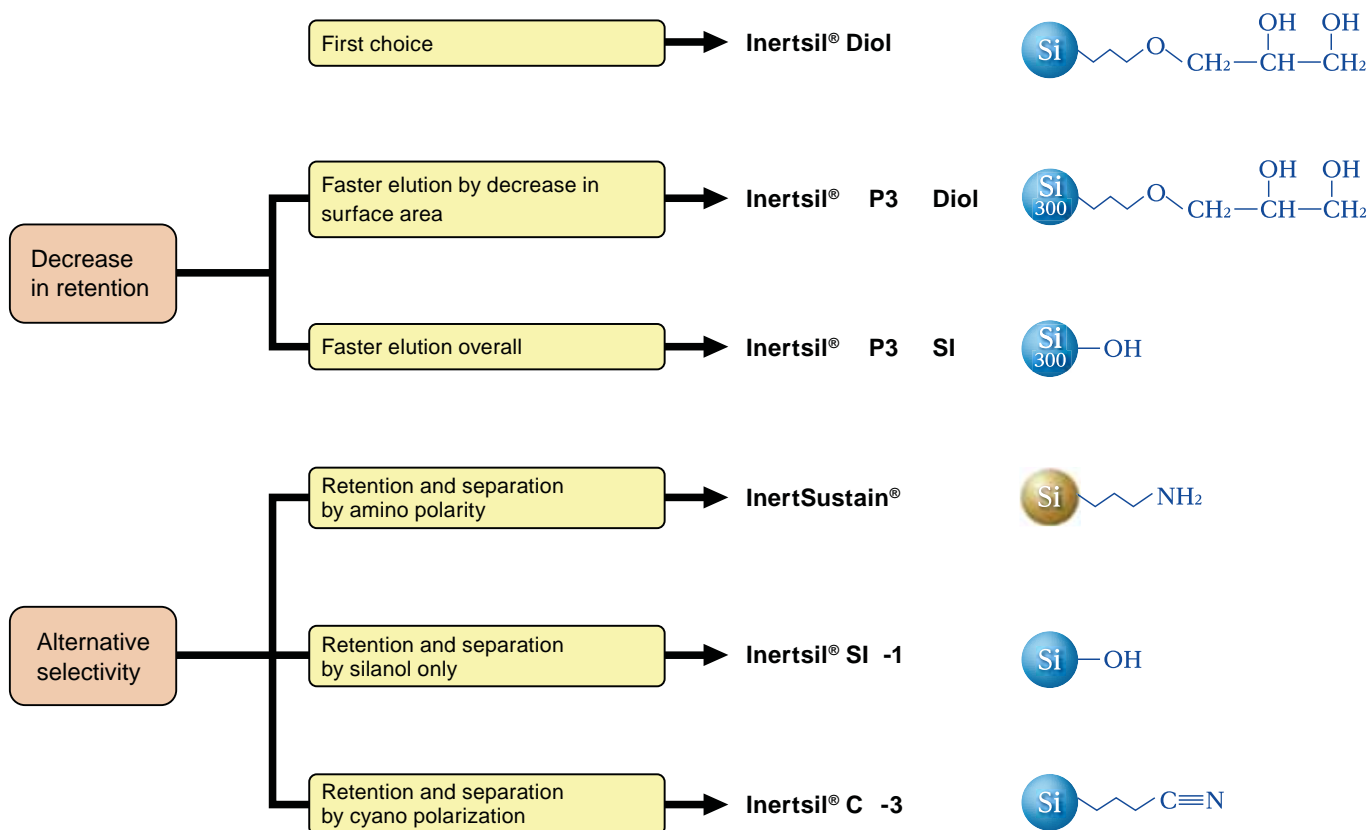 First choice
Inertsil® Diol
Si
O
CH₂—CH—CH₂
OH
OH
Decrease
in retention
Faster elution by decrease in
surface area
Inertsil® P3 Diol
Si
300
O
CH₂—CH—CH₂
OH
OH
Faster elution overall
Inertsil® P3 SI
Si
300
OH
Alternative
selectivity
Retention and separation
by amino polarity
InertSustain®
Si
NH₂
Retention and separation
by silanol only
Inertsil® SI -1
Si
OH
Retention and separation
by cyano polarization
Inertsil® C -3
Si
C≡N